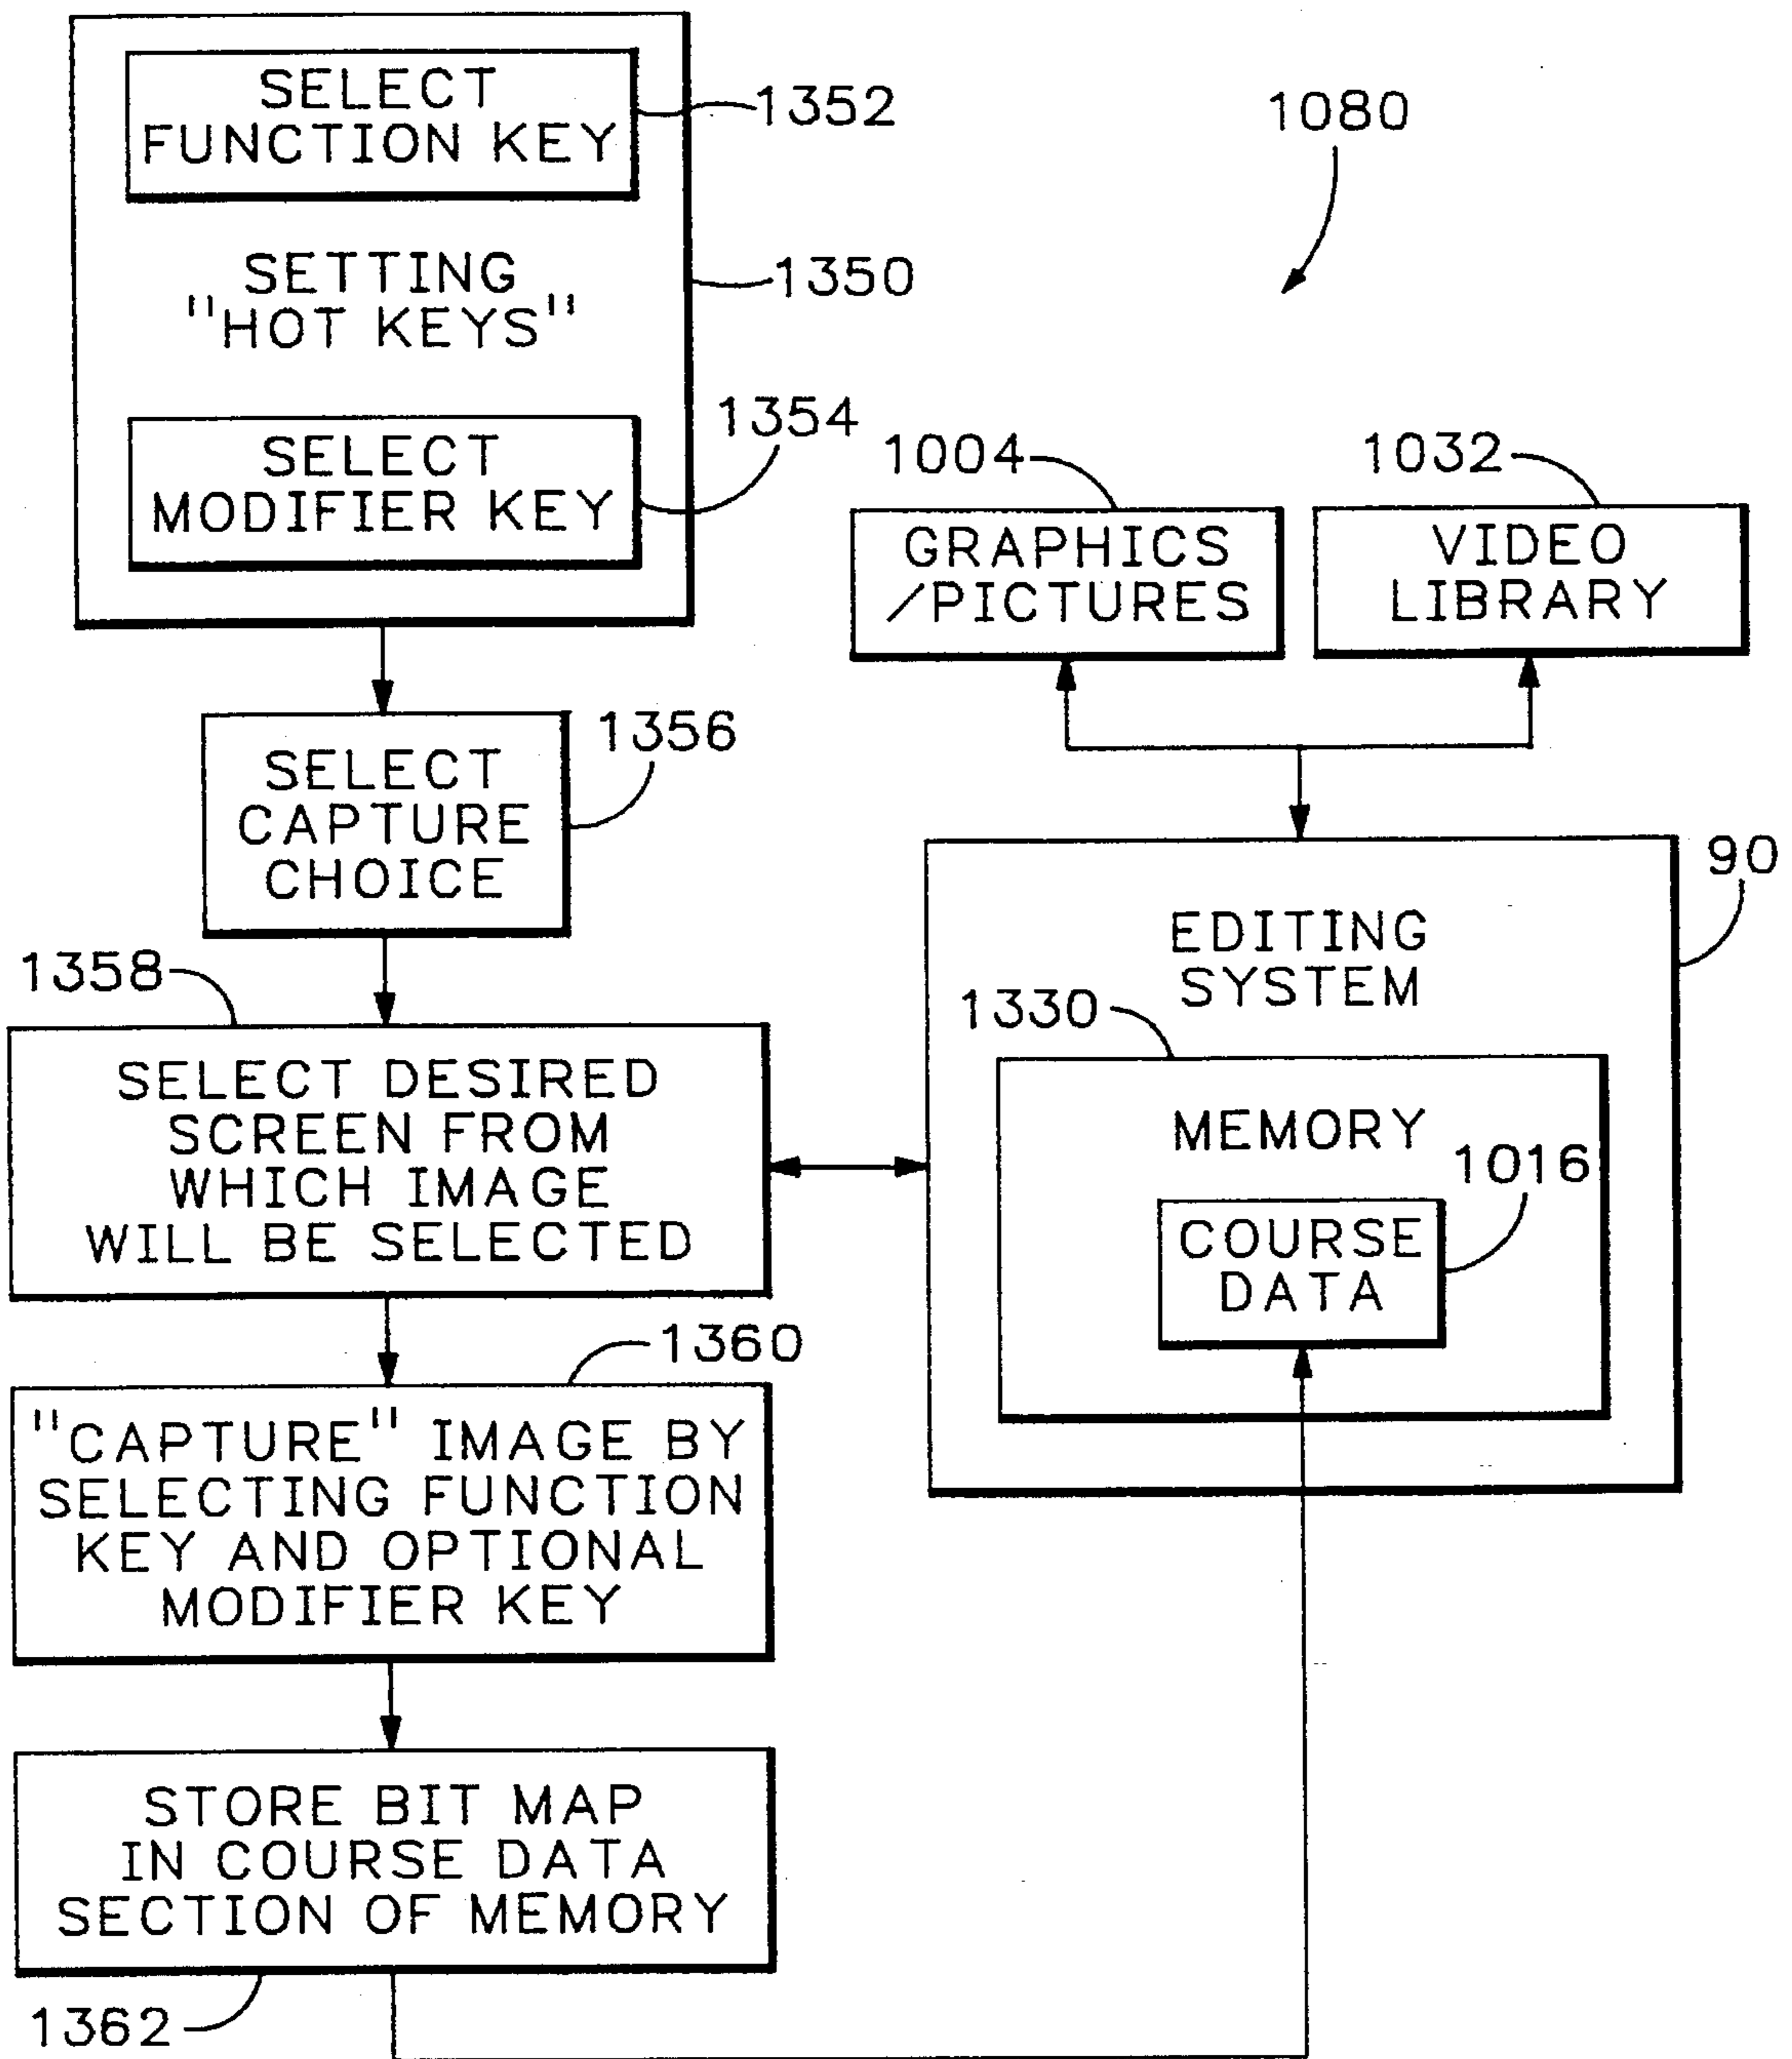 SELECT
FUNCTION KEY
1352
1080
SETTING
"HOT KEYS"
1350
SELECT
MODIFIER KEY
1354
1004
GRAPHICS
/PICTURES
1032
VIDEO
LIBRARY
SELECT
CAPTURE
CHOICE
1356
90
EDITING
SYSTEM
1330
MEMORY
1016
COURSE
DATA
1358
SELECT DESIRED
SCREEN FROM
WHICH IMAGE
WILL BE SELECTED
1360
"CAPTURE" IMAGE BY
SELECTING FUNCTION
KEY AND OPTIONAL
MODIFIER KEY
STORE BIT MAP
IN COURSE DATA
SECTION OF MEMORY
1362